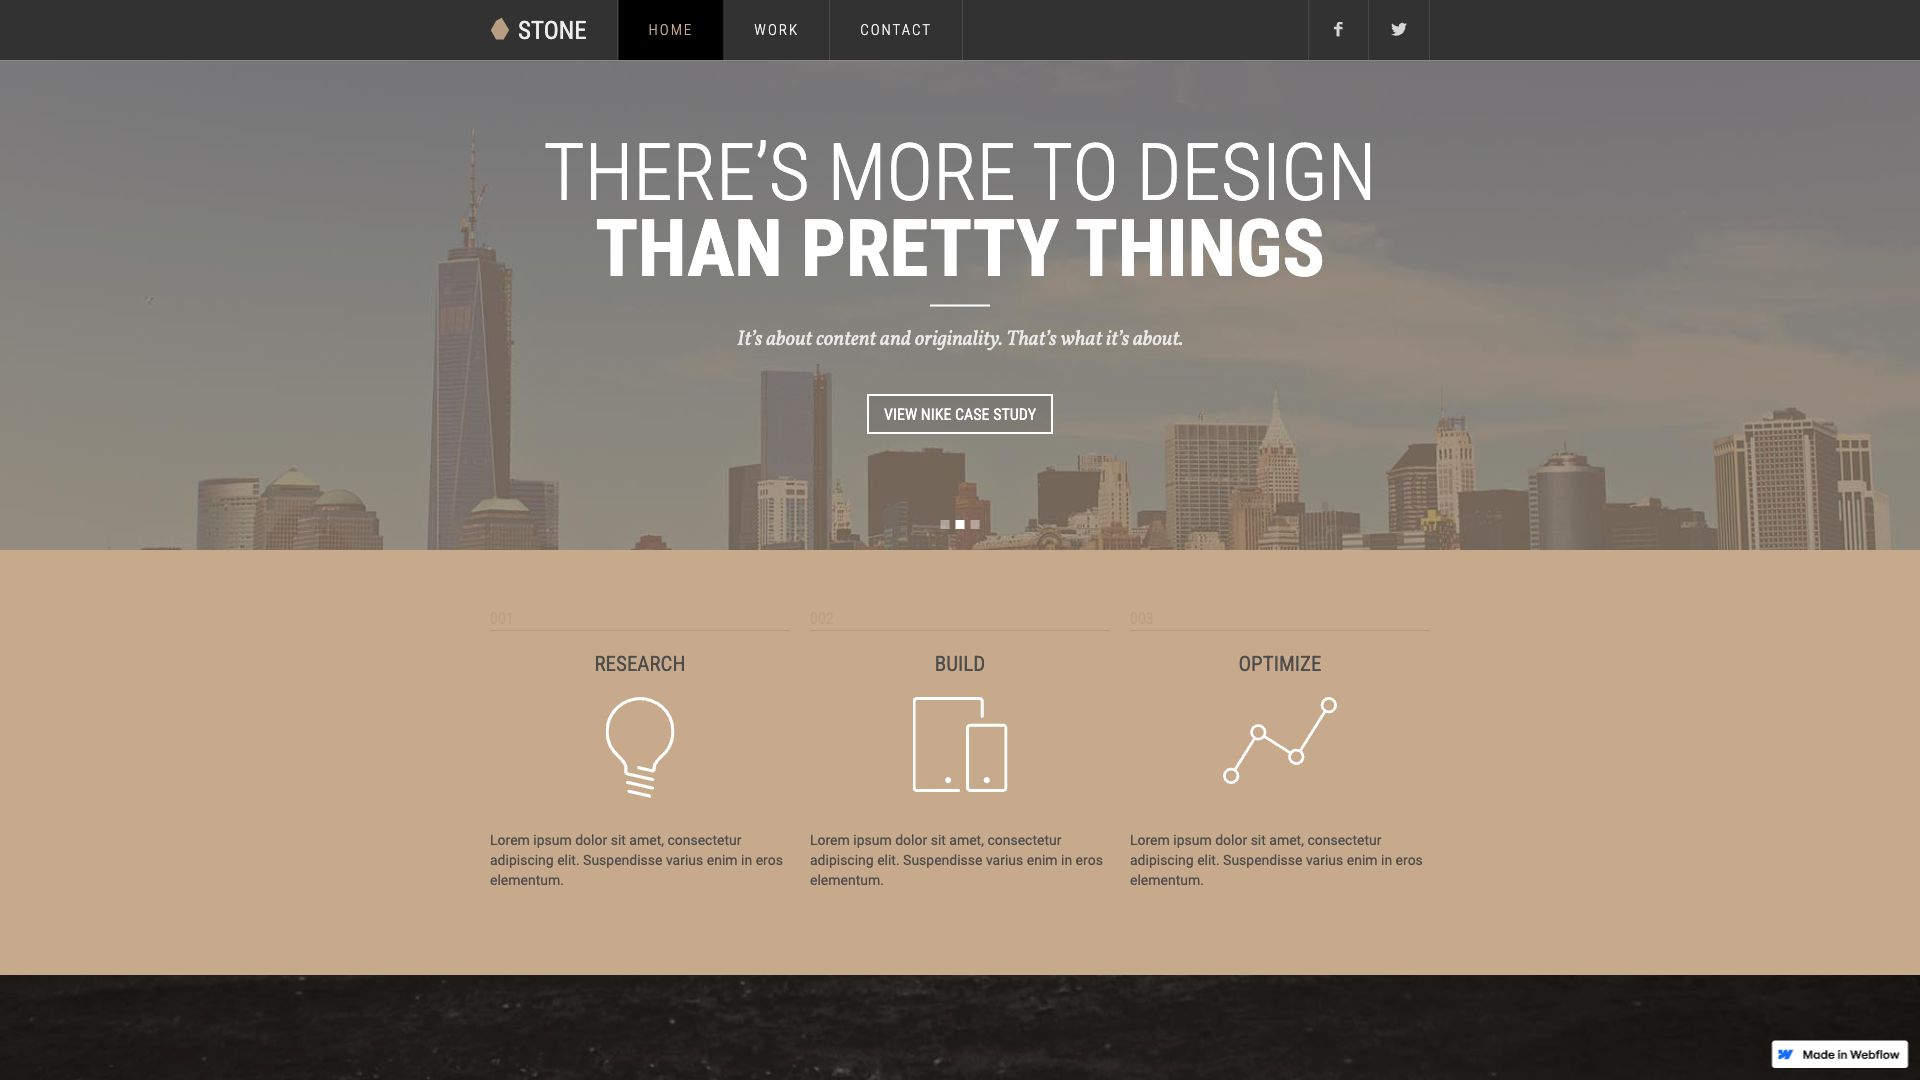 STONE
HOME
WORK
CONTACT
THERE’S MORE TO DESIGN
THAN PRETTY THINGS
It’s about content and originality. That’s what it’s about.
VIEW NIKE CASE STUDY
001
RESEARCH
Lorem ipsum dolor sit amet, consectetur
adipiscing elit. Suspendisse varius enim in eros
elementum.
002
BUILD
Lorem ipsum dolor sit amet, consectetur
adipiscing elit. Suspendisse varius enim in eros
elementum.
003
OPTIMIZE
Lorem ipsum dolor sit amet, consectetur
adipiscing elit. Suspendisse varius enim in eros
elementum.
Made in Webflow